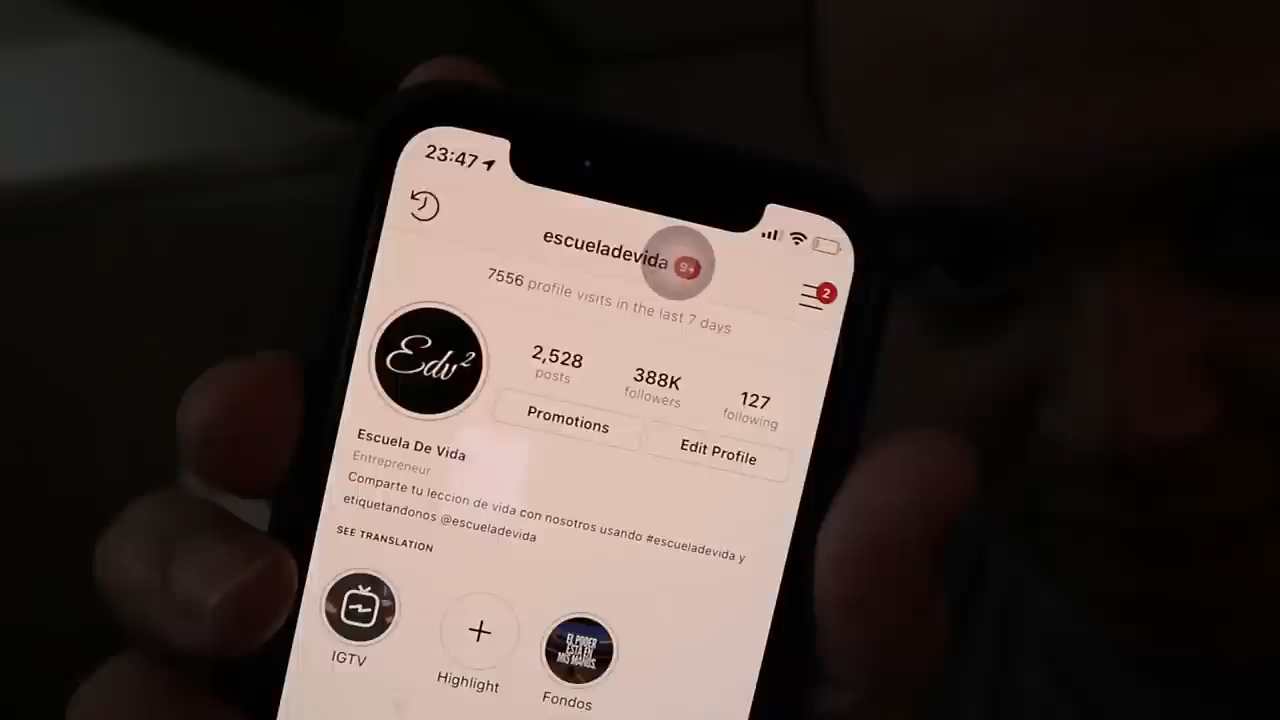 23:47
escueladevida 9+
2
7556 profile visits in the last 7 days
Edv²
2,528
posts
388K
followers
127
following
Promotions
Edit Profile
Escuela De Vida
Entrepreneur
Comparte tu leccion de vida con nosotros usando #escueladevida y
etiquetandonos @escueladevida
SEE TRANSLATION
EL PODER
ESTÁ EN
MIS MANOS.
IGTV
Highlight
Fondos